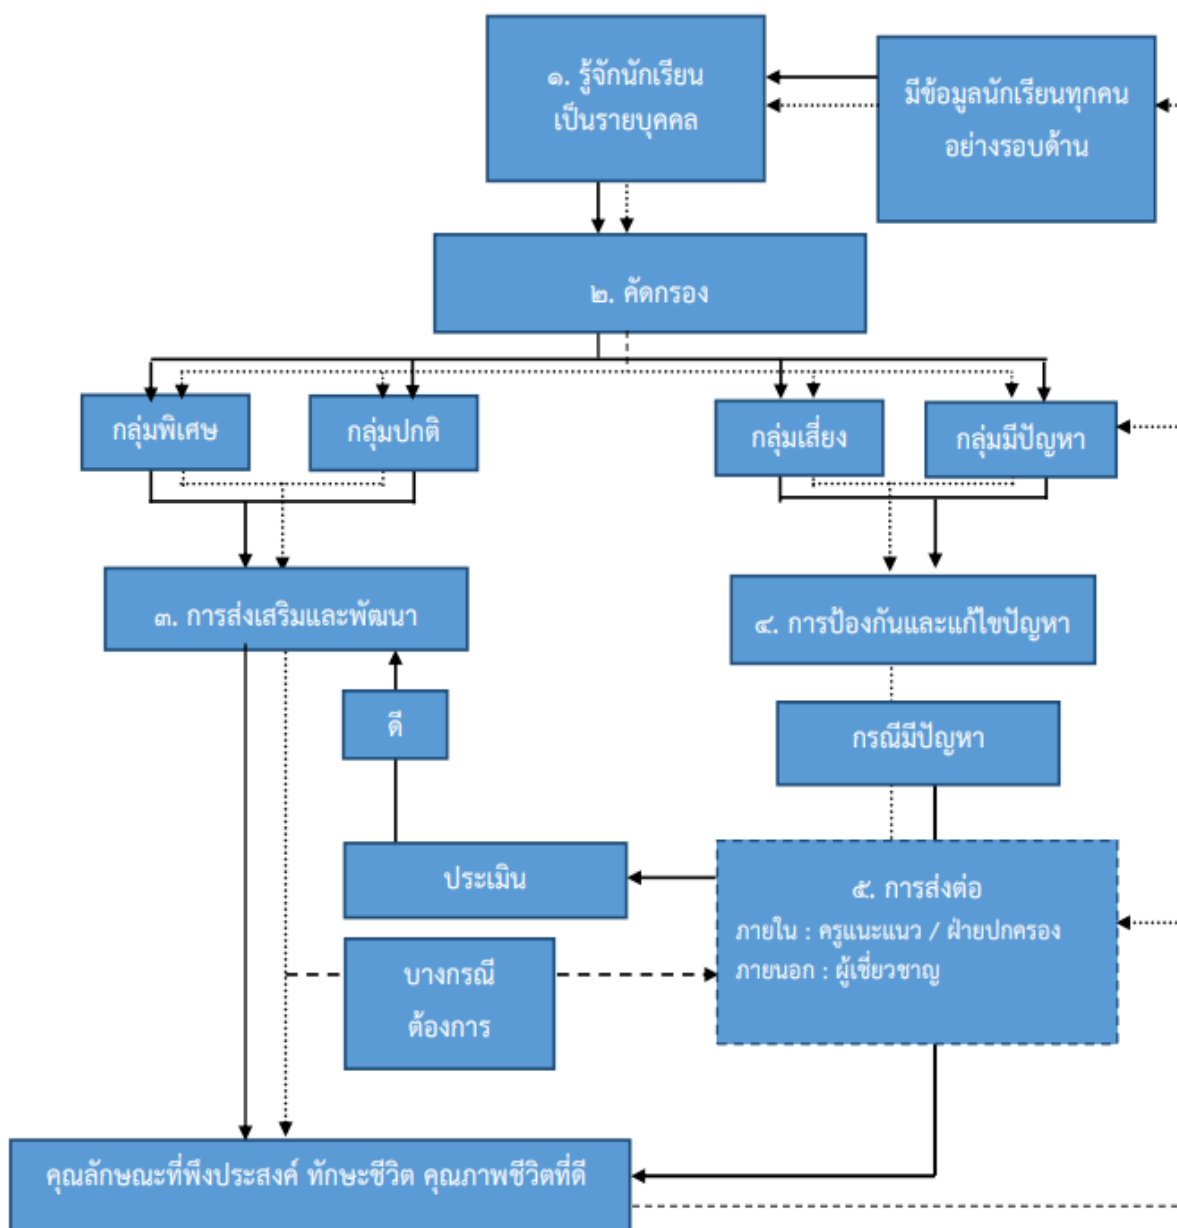 ๑. รู้จักนักเรียน
เป็นรายบุคคล
มีข้อมูลนักเรียนทุกคน
อย่างรอบด้าน
๒. คัดกรอง
กลุ่มพิเศษ
กลุ่มปกติ
กลุ่มเสี่ยง
กลุ่มมีปัญหา
๓. การส่งเสริมและพัฒนา
๔. การป้องกันและแก้ไขปัญหา
ดี
กรณีมีปัญหา
ประเมิน
๕. การส่งต่อ
ภายใน : ครูแนะแนว / ฝ่ายปกครอง
ภายนอก : ผู้เชี่ยวชาญ
บางกรณี
ต้องการ
คุณลักษณะที่พึงประสงค์ ทักษะชีวิต คุณภาพชีวิตที่ดี